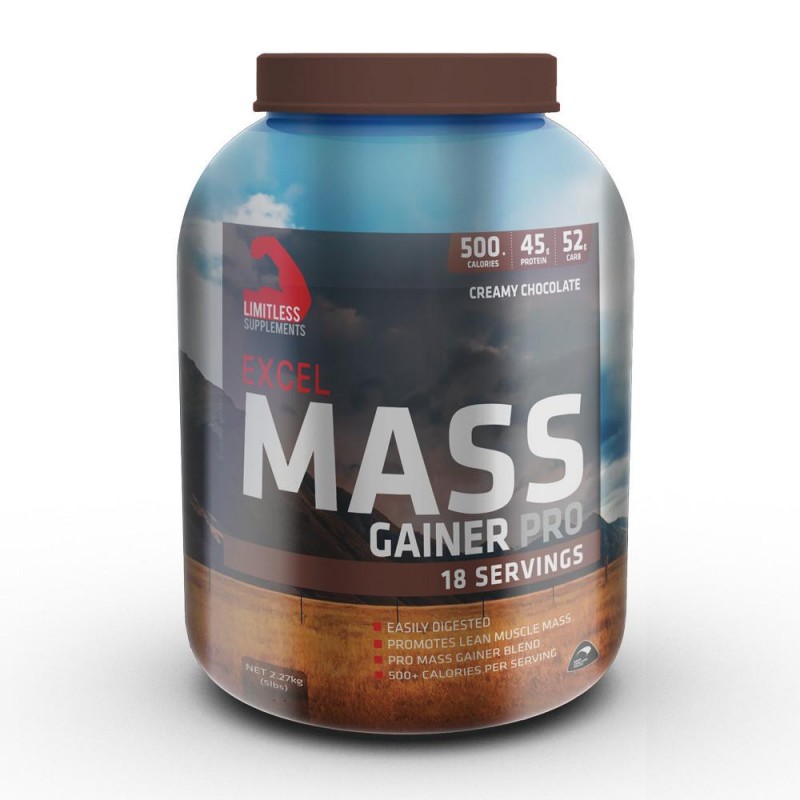 500. CALORIES
45g PROTEIN
52g CARB
CREAMY CHOCOLATE
LIMITLESS
SUPPLEMENTS
EXCEL
MASS
GAINER PRO
18 SERVINGS
EASILY DIGESTED
PROMOTES LEAN MUSCLE MASS
PRO MASS GAINER BLEND
500+ CALORIES PER SERVING
NET 2.27kg
(5lbs)